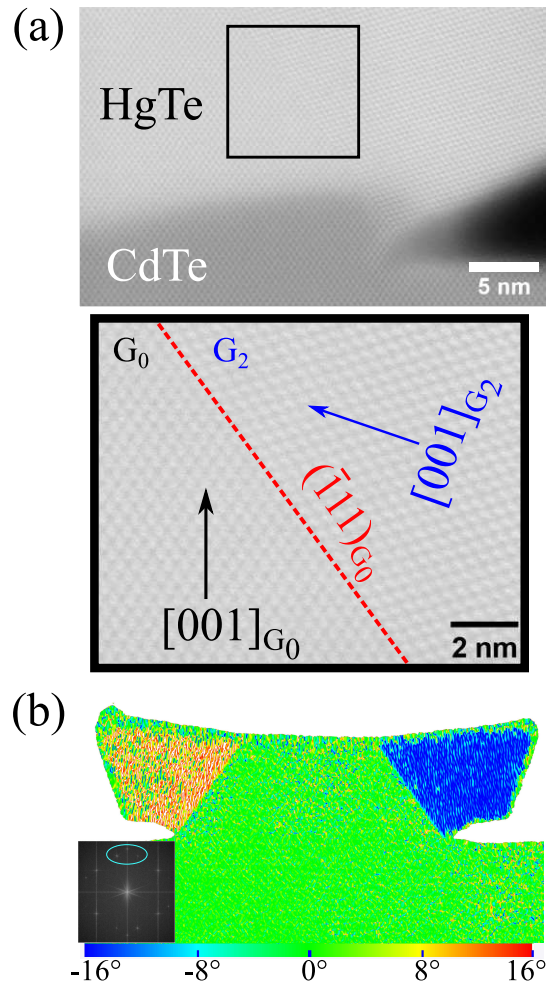 (a)
HgTe
CdTe
5 nm
G₀ G₂
[001]G₂
(1̄11)G₀
[001]G₀
2 nm
(b)
-16° -8° 0° 8° 16°